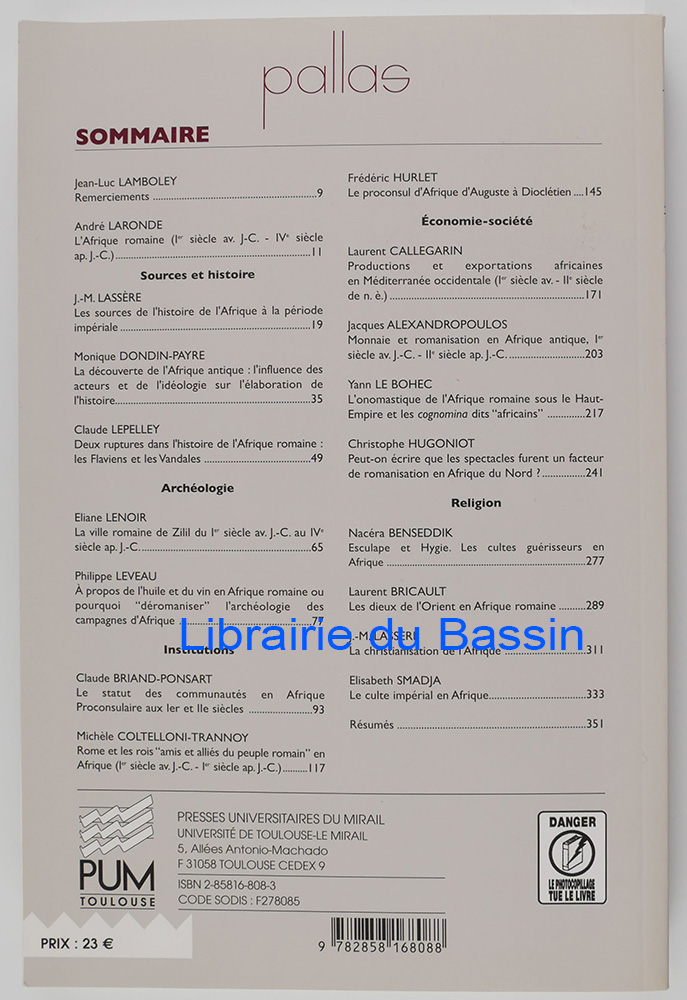 pallas
SOMMAIRE
Jean-Luc LAMBOLEY
Remerciements ..........9
André LARONDE
L'Afrique romaine (Ier siècle av. J-C. - IVe siècle
ap. J.-C.)..........11
Sources et histoire
J.-M. LASSÈRE
Les sources de l'histoire de l'Afrique à la période
impériale ..........19
Monique DONDIN-PAYRE
La découverte de l'Afrique antique : l'influence des
acteurs et de l'idéologie sur l'élaboration de
l'histoire..........35
Claude LEPELLEY
Deux ruptures dans l'histoire de l'Afrique romaine :
les Flaviens et les Vandales ..........49
Archéologie
Eliane LENOIR
La ville romaine de Zilil du Ier siècle av. J.-C. au IVe
siècle ap. J.-C...........65
Philippe LEVEAU
À propos de l'huile et du vin en Afrique romaine ou
pourquoi "déromaniser" l'archéologie des
campagnes d'Afrique ..........77
Institutions
Claude BRIAND-PONSART
Le statut des communautés en Afrique
Proconsulaire aux Ier et IIe siècles ..........93
Michèle COLTELLONI-TRANNOY
Rome et les rois "amis et alliés du peuple romain" en
Afrique (Ier siècle av. J.-C. - Ier siècle ap. J.-C.)..........117
Frédéric HURLET
Le proconsul d'Afrique d'Auguste à Dioclétien ....145
Économie-société
Laurent CALLEGARIN
Productions et exportations africaines
en Méditerranée occidentale (Ier siècle av. - IIe siècle
de n. è.) ..........171
Jacques ALEXANDROPOULOS
Monnaie et romanisation en Afrique antique, Ier
siècle av. J.-C. - IIe siècle ap. J.-C. ..........203
Yann LE BOHEC
L'onomastique de l'Afrique romaine sous le Haut-
Empire et les cognomina dits "africains" ..........217
Christophe HUGONIOT
Peut-on écrire que les spectacles furent un facteur
de romanisation en Afrique du Nord ?..........241
Religion
Nacéra BENSEDDIK
Esculape et Hygie. Les cultes guérisseurs en
Afrique ..........277
Laurent BRICAULT
Les dieux de l'Orient en Afrique romaine ..........289
J.-M. LASSÈRE
La christianisation de l'Afrique ..........311
Elisabeth SMADJA
Le culte impérial en Afrique..........333
Résumés ..........351
Librairie du Bassin
PUM
TOULOUSE
PRESSES UNIVERSITAIRES DU MIRAIL
UNIVERSITÉ DE TOULOUSE-LE MIRAIL
5, Allées Antonio-Machado
F 31058 TOULOUSE CEDEX 9
ISBN 2-85816-808-3
CODE SODIS : F278085
DANGER
LE PHOTOCOPILLAGE
TUE LE LIVRE
PRIX : 23 €
9 782858 168088